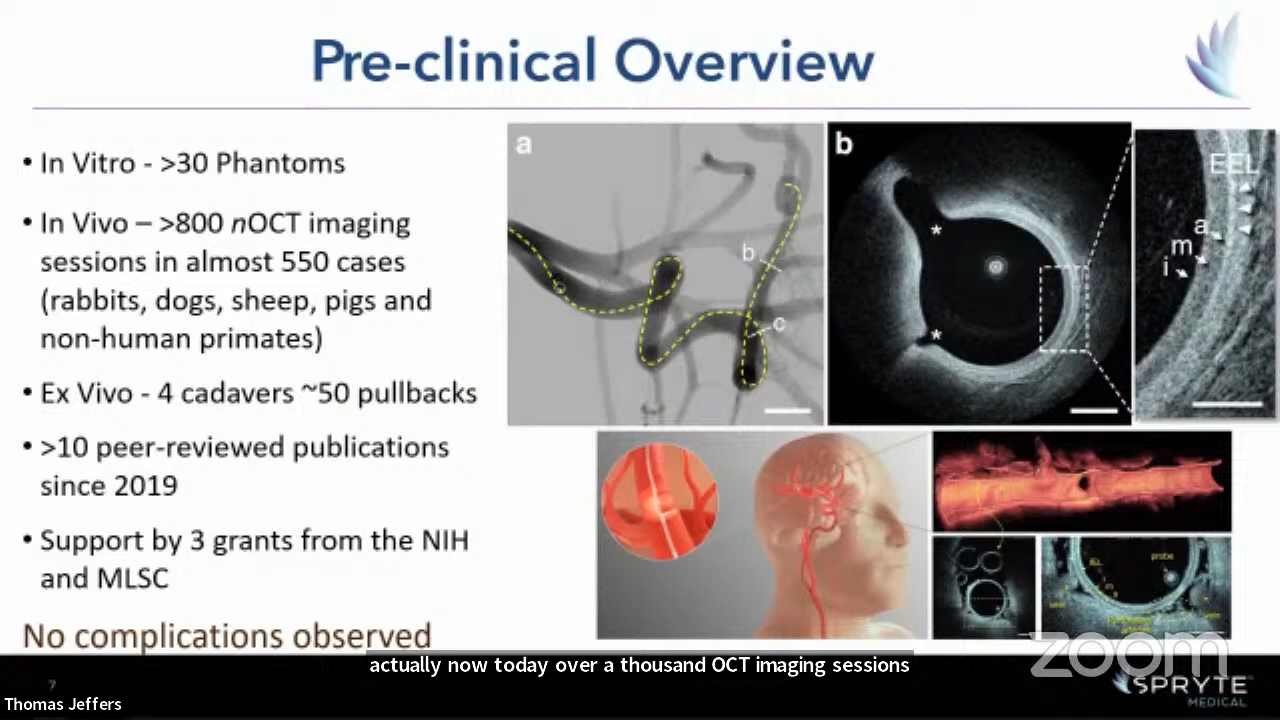 Pre-clinical Overview
• In Vitro - >30 Phantoms
• In Vivo – >800 nOCT imaging
sessions in almost 550 cases
(rabbits, dogs, sheep, pigs and
non-human primates)
• Ex Vivo - 4 cadavers ~50 pullbacks
• >10 peer-reviewed publications
since 2019
• Support by 3 grants from the NIH
and MLSC
No complications observed
a
b
c
b
EEL
a
m
i
probe
actually now today over a thousand OCT imaging sessions
zoom
7
SPRYTE
MEDICAL
Thomas Jeffers